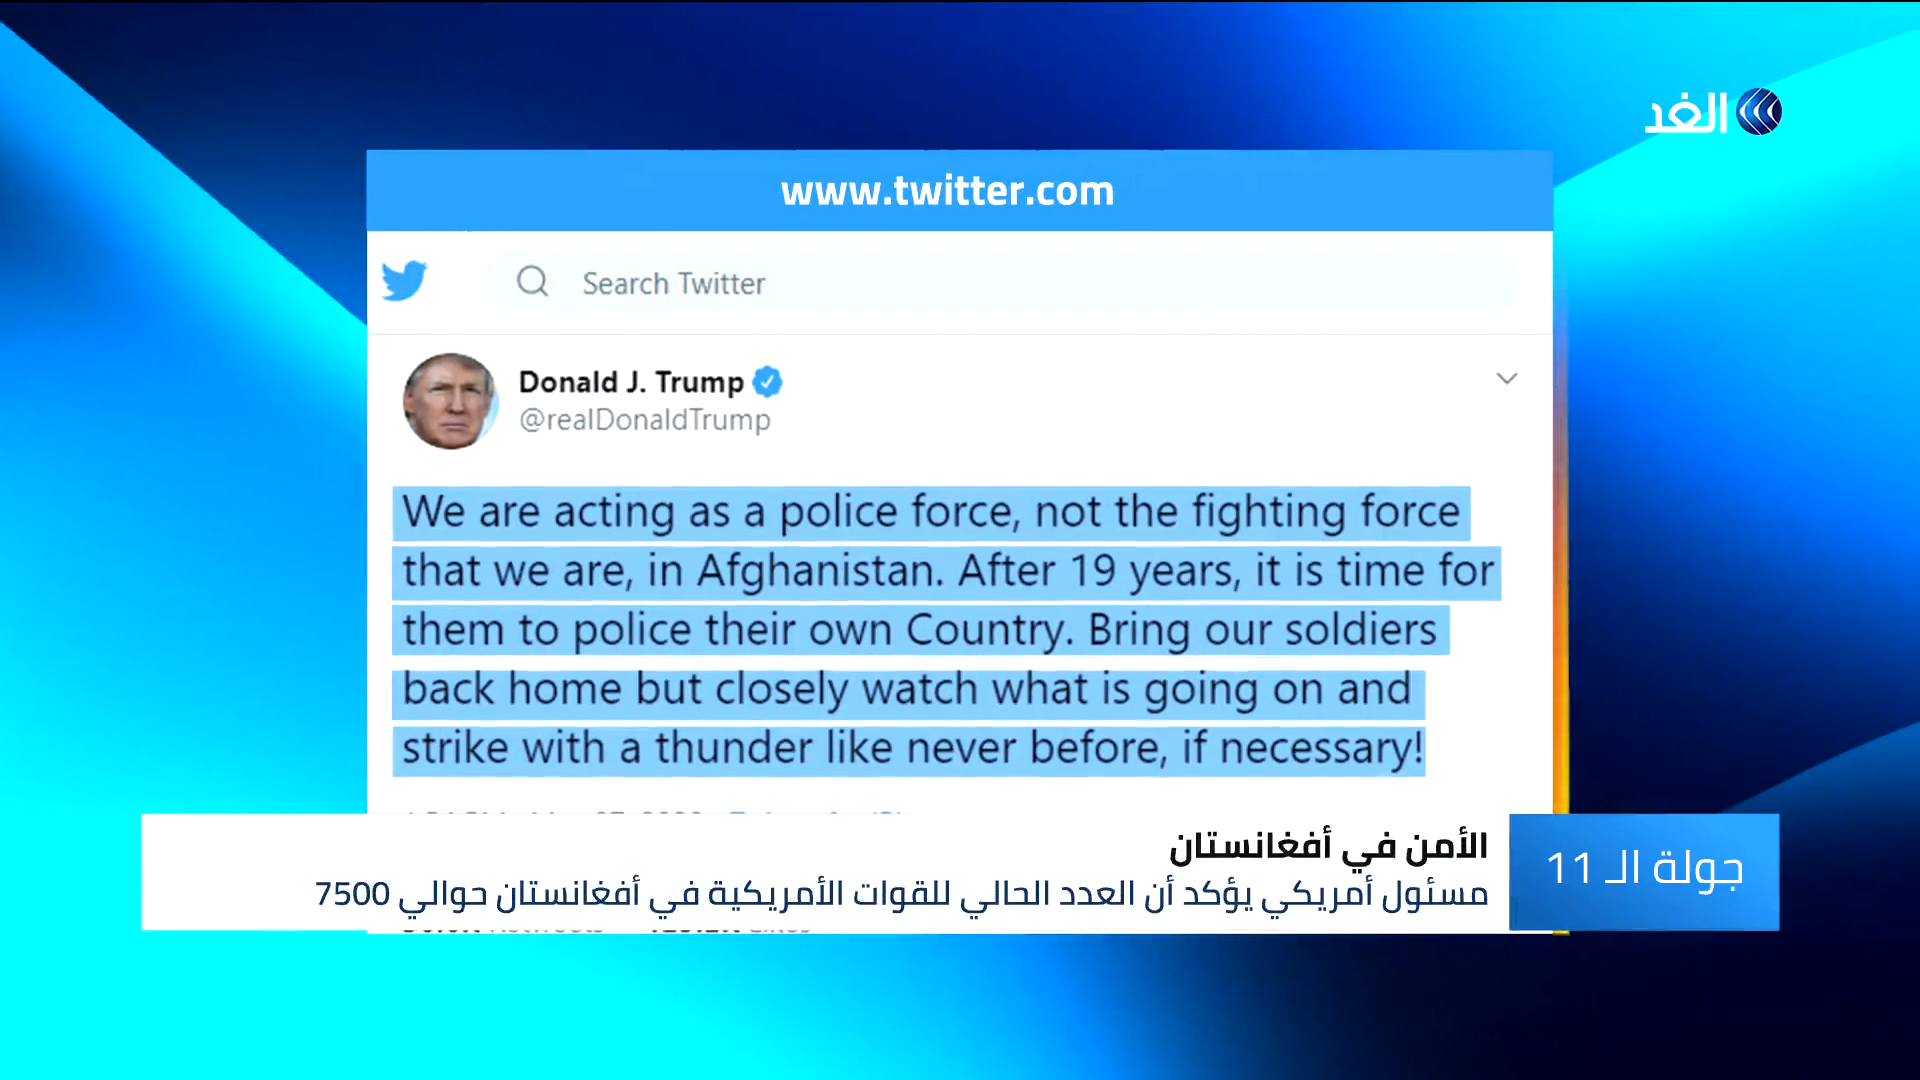 الغد
www.twitter.com
Search Twitter
Donald J. Trump
@realDonaldTrump
We are acting as a police force, not the fighting force
that we are, in Afghanistan. After 19 years, it is time for
them to police their own Country. Bring our soldiers
back home but closely watch what is going on and
strike with a thunder like never before, if necessary!
جولة الـ 11
الأمن في أفغانستان
مسئول أمريكي يؤكد أن العدد الحالي للقوات الأمريكية في أفغانستان حوالي 7500